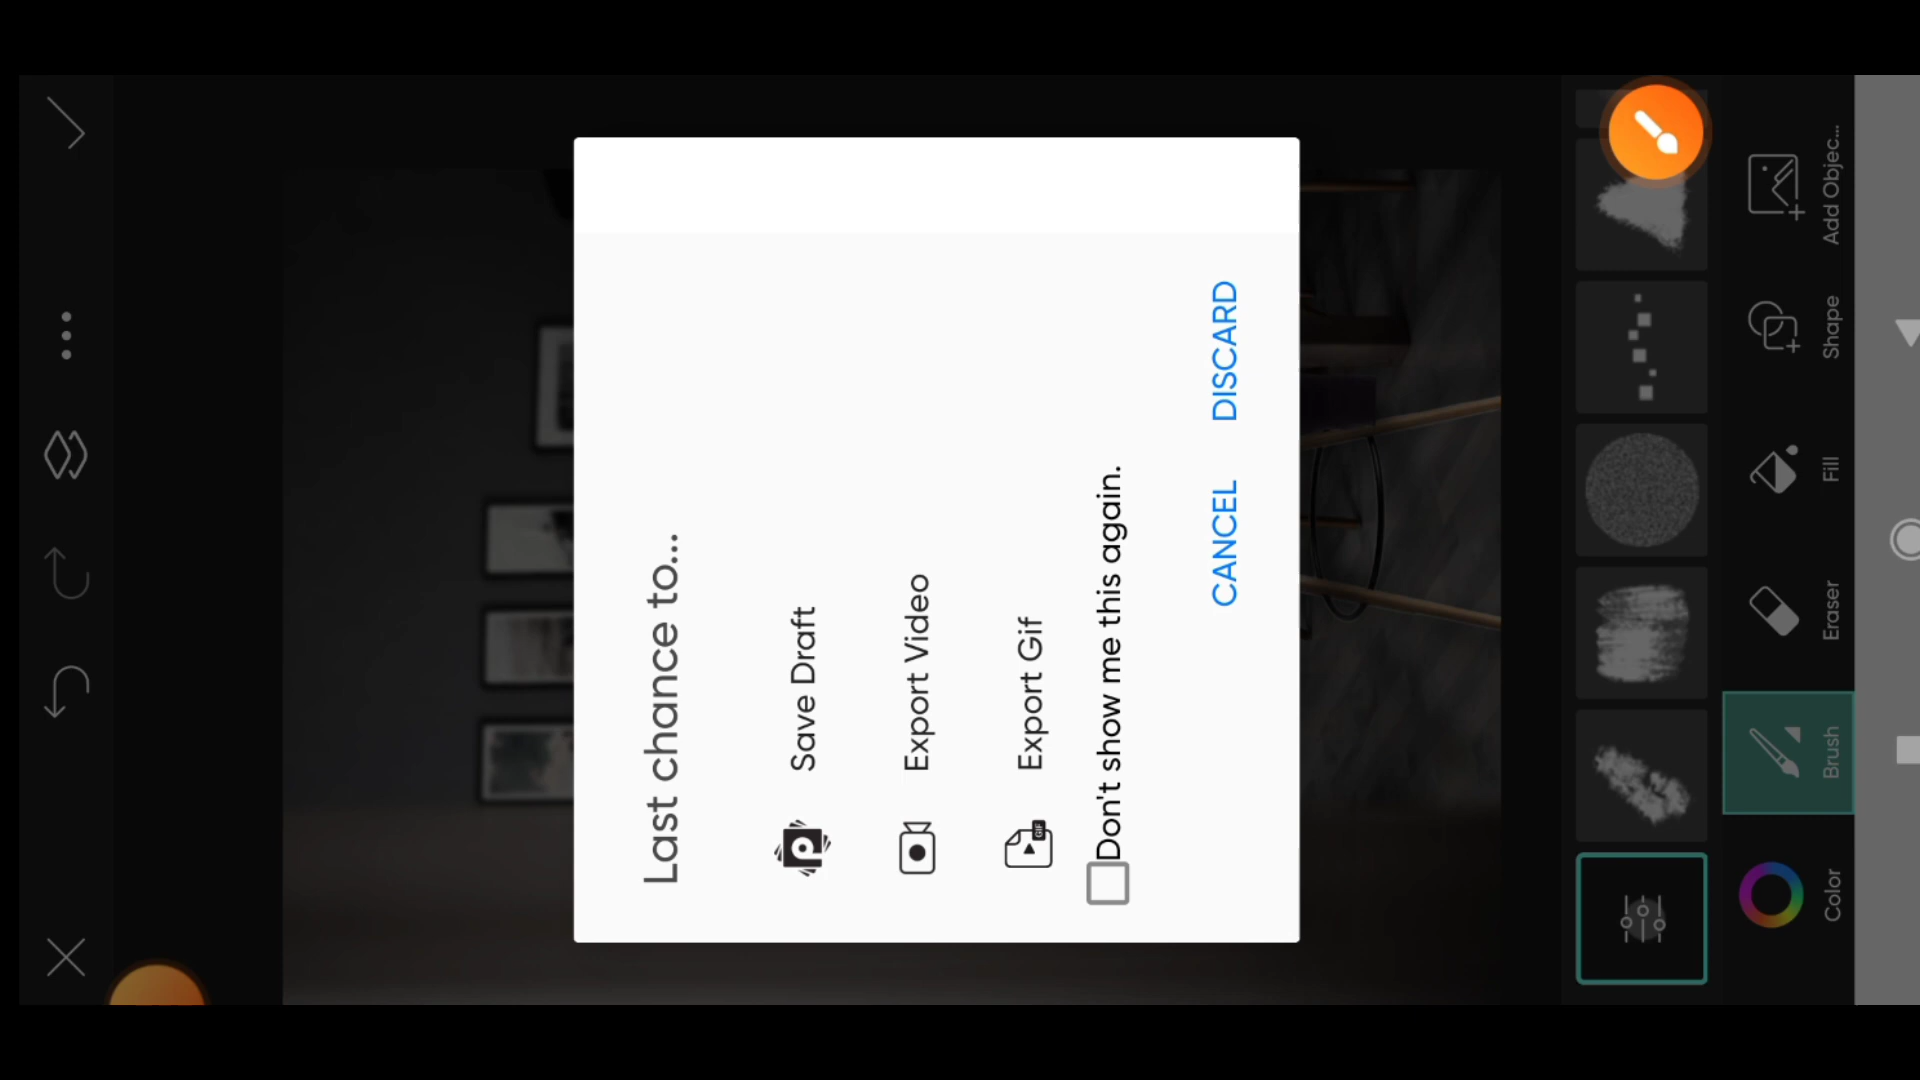 Last chance to...
Save Draft
Export Video
Export Gif
GIF
Don't show me this again.
CANCEL DISCARD
Color
Brush
Eraser
Fill
Shape
Add Objec...